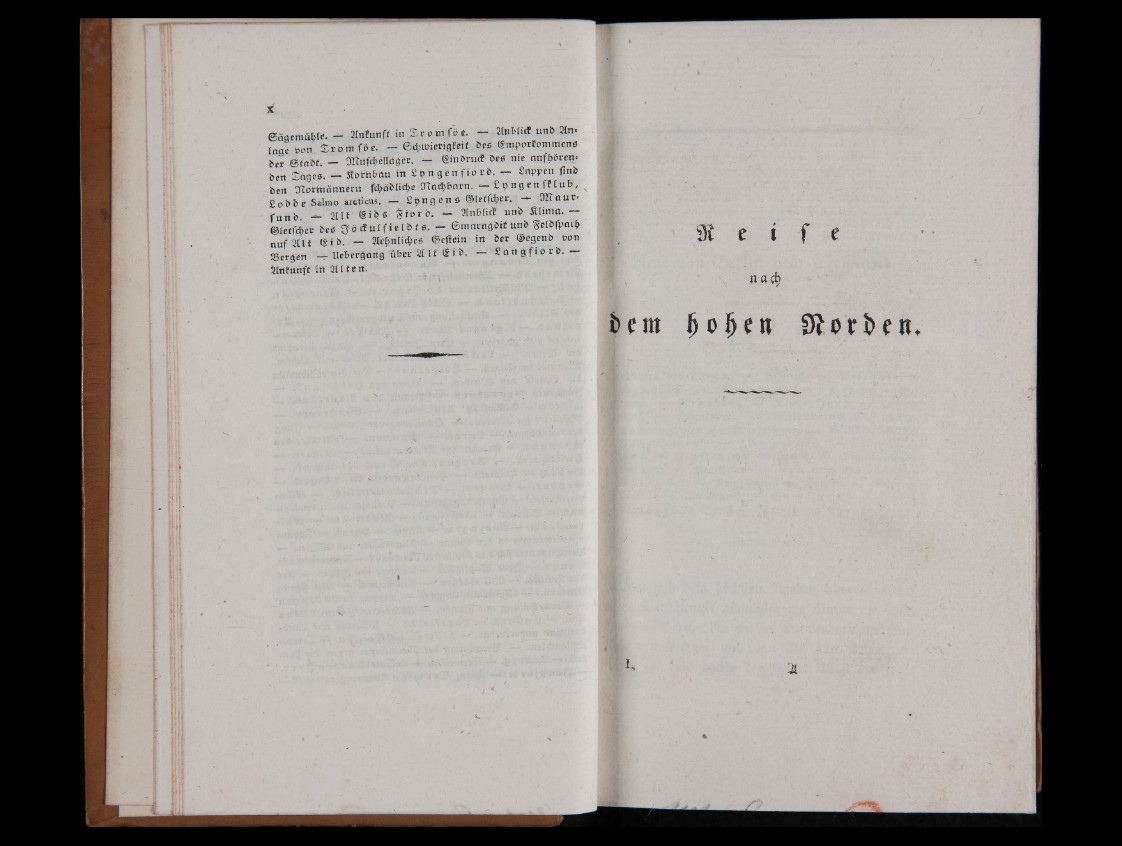 x
Sägemühle. — Ankunft in Tromsöe. — Anblick und An-
lage von Tromsöe. — Schwierigkeit des Emporkommens
der Stadt. — Muschellager. — Eindruck des nie aufhören-
den Tages. — Kornbau in Lyngenfiord. — Lappen sind
den Normännern schädliche Nachbarn. — Lyngensklub,
Lodde Salmo arcticus. — Lyngens Gletscher. — Maur-
sund. — Alt Eids Fiord. — Anblick und Klima. —
Gletscher des Jöckulfieldts. — Smaragdit und Feldspath
auf Alt Eid. — Aehnliches Gestein in der Gegend von
Bergen — Uebergang über Alt Eid. — Langfiord. —
Ankunft in Alten.
Reise
nach
dem hohen Norden.
I. A